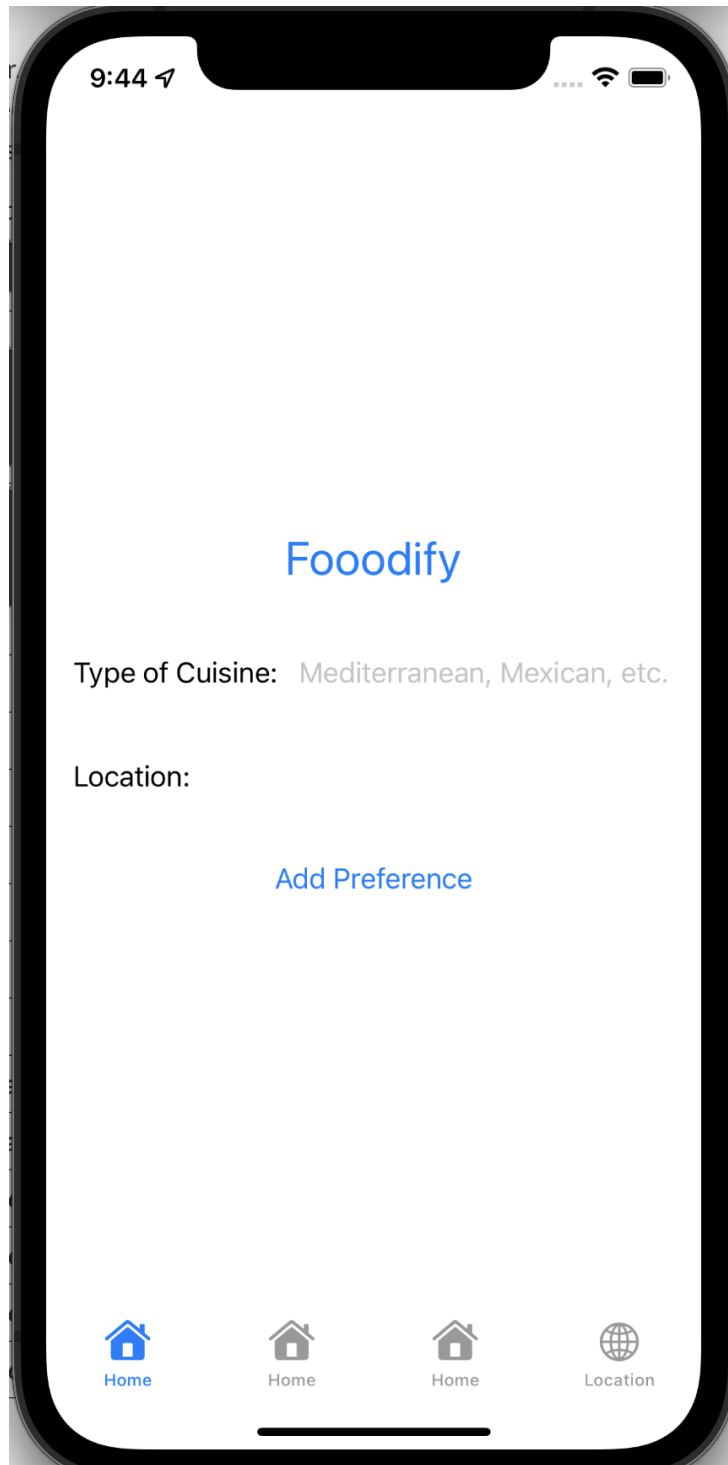 9:44
Fooodify
Type of Cuisine: Mediterranean, Mexican, etc.
Location:
Add Preference
Home Home Home Location